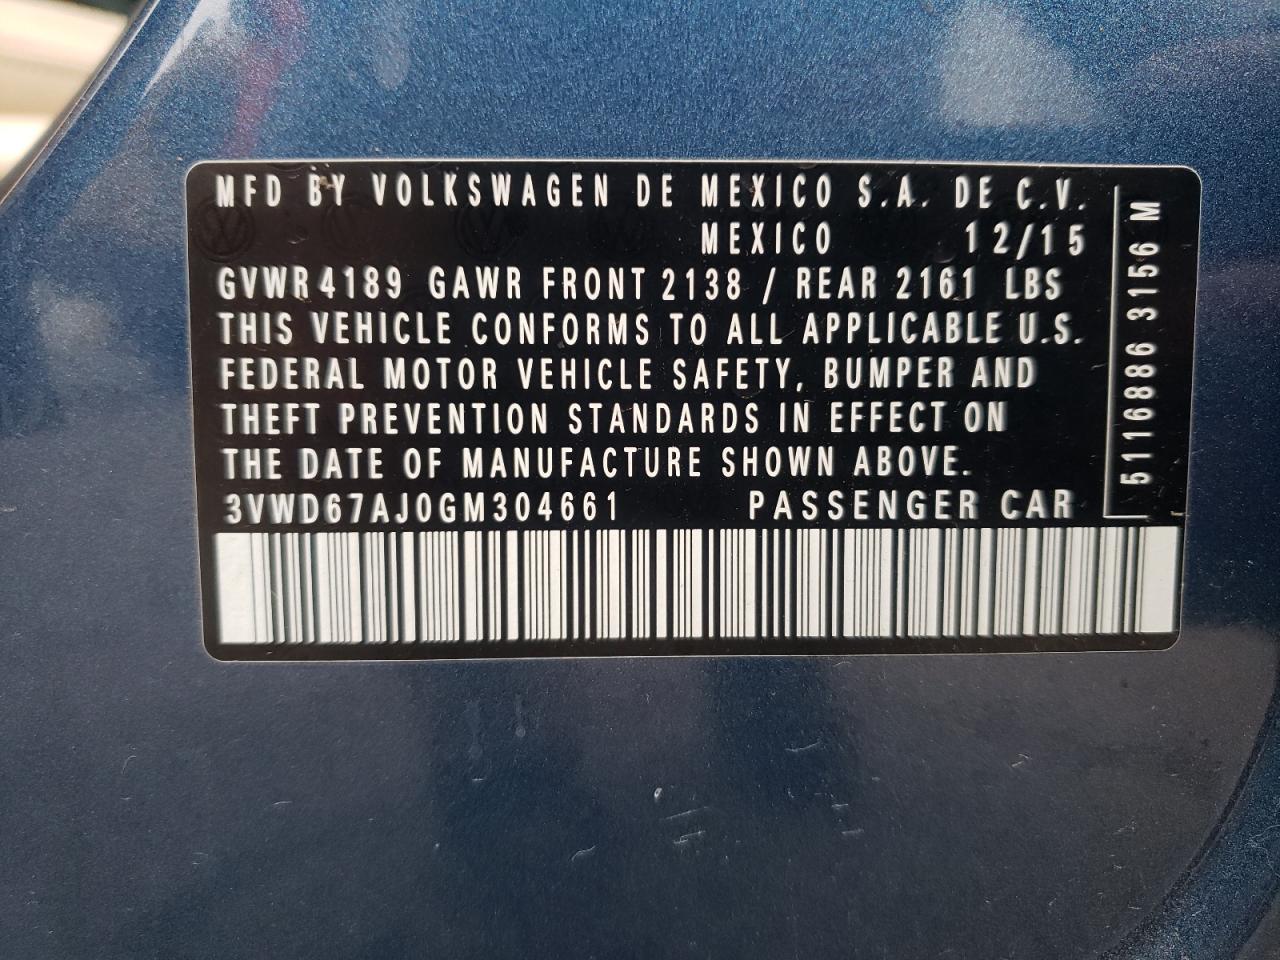 MFD BY VOLKSWAGEN DE MEXICO S.A. DE C.V.
MEXICO 12/15
GVWR 4189 GAWR FRONT 2138 / REAR 2161 LBS
THIS VEHICLE CONFORMS TO ALL APPLICABLE U.S.
FEDERAL MOTOR VEHICLE SAFETY, BUMPER AND
THEFT PREVENTION STANDARDS IN EFFECT ON
THE DATE OF MANUFACTURE SHOWN ABOVE.
3VWD67AJ0GM304661 PASSENGER CAR
5116886 3156 M